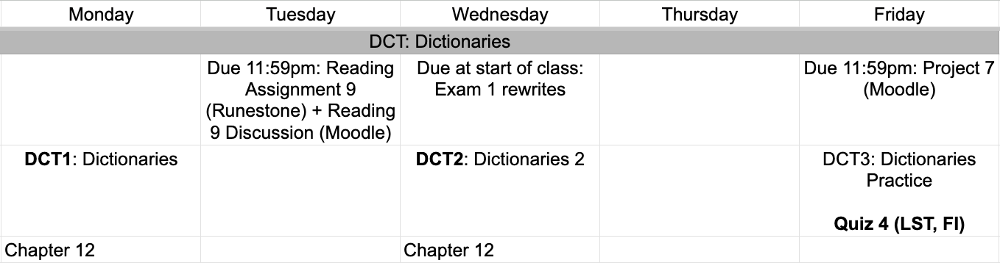 Monday
Tuesday
Wednesday
Thursday
Friday
DCT: Dictionaries
Due 11:59pm: Reading
Assignment 9
(Runestone) + Reading
9 Discussion (Moodle)
Due at start of class:
Exam 1 rewrites
Due 11:59pm: Project 7
(Moodle)
DCT1: Dictionaries
DCT2: Dictionaries 2
DCT3: Dictionaries
Practice
Quiz 4 (LST, FI)
Chapter 12
Chapter 12